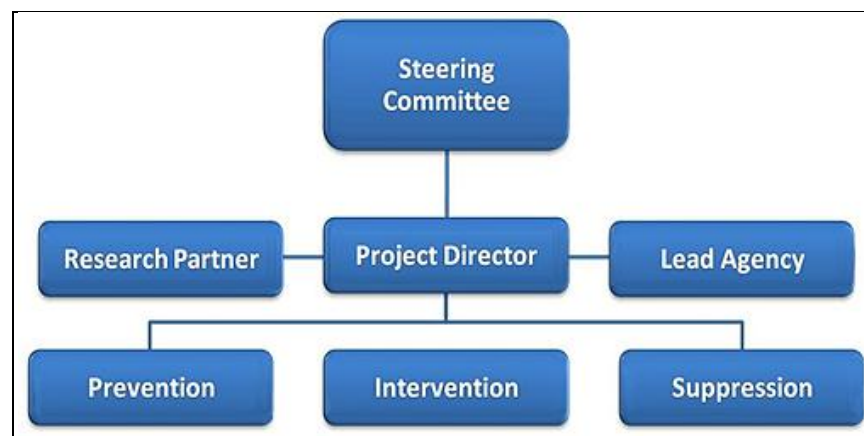 Steering
Committee
Research Partner
Project Director
Lead Agency
Prevention
Intervention
Suppression